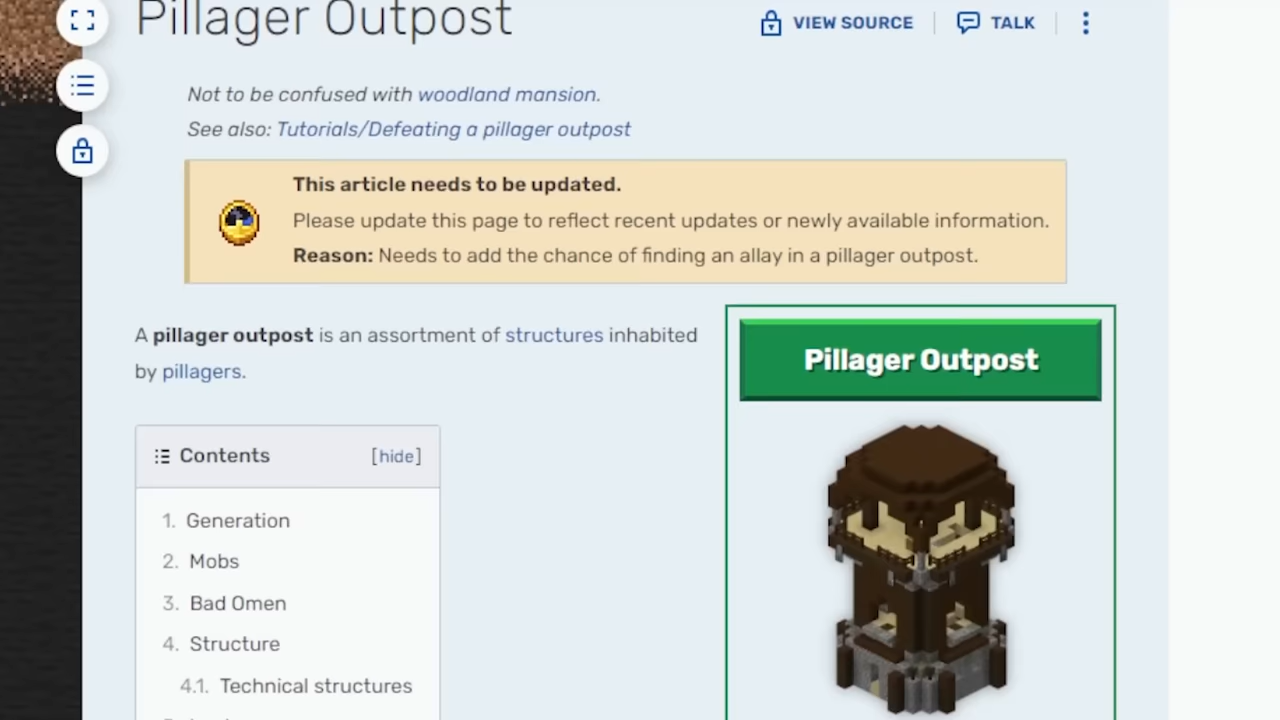 Pillager Outpost
VIEW SOURCE
TALK
Not to be confused with woodland mansion.
See also: Tutorials/Defeating a pillager outpost
This article needs to be updated.
Please update this page to reflect recent updates or newly available information.
Reason: Needs to add the chance of finding an allay in a pillager outpost.
A pillager outpost is an assortment of structures inhabited
by pillagers.
Pillager Outpost
Contents [hide]
1. Generation
2. Mobs
3. Bad Omen
4. Structure
4.1. Technical structures